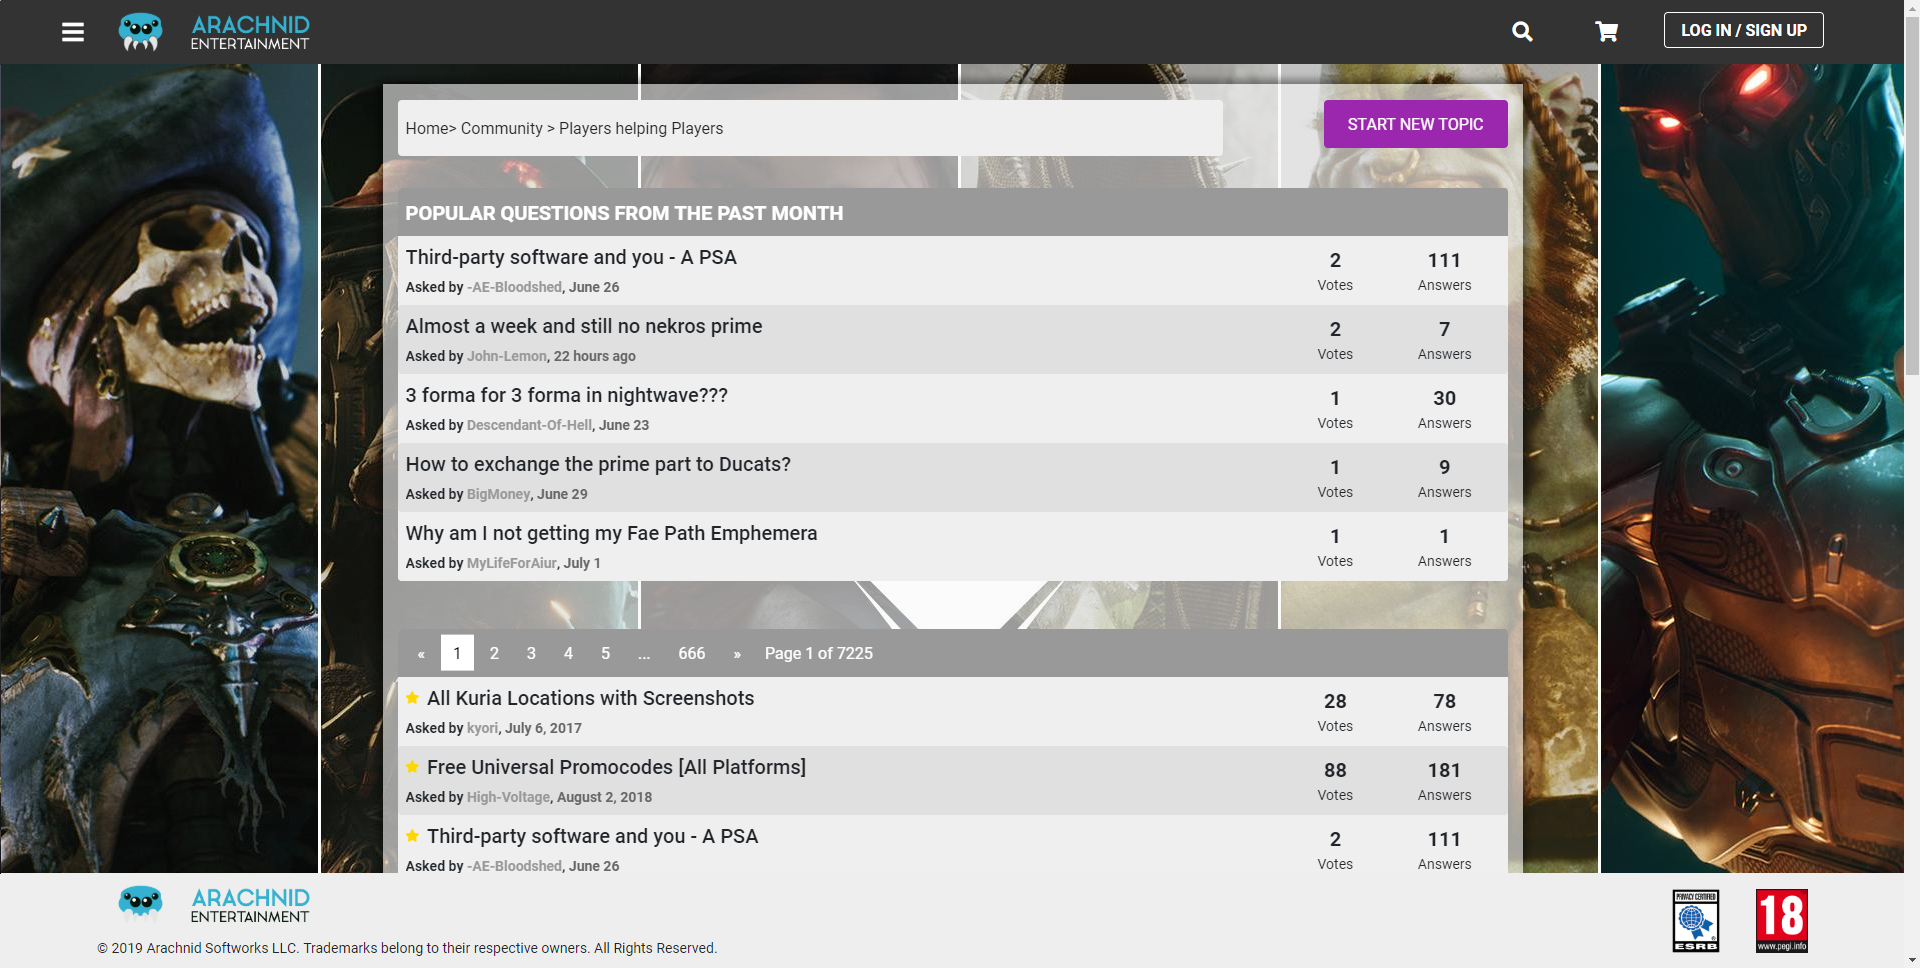 ARACHNID
ENTERTAINMENT
LOG IN / SIGN UP
Home> Community > Players helping Players
START NEW TOPIC
POPULAR QUESTIONS FROM THE PAST MONTH
Third-party software and you - A PSA
Asked by -AE-Bloodshed, June 26
2
Votes
111
Answers
Almost a week and still no nekros prime
Asked by John-Lemon, 22 hours ago
2
Votes
7
Answers
3 forma for 3 forma in nightwave???
Asked by Descendant-Of-Hell, June 23
1
Votes
30
Answers
How to exchange the prime part to Ducats?
Asked by BigMoney, June 29
1
Votes
9
Answers
Why am I not getting my Fae Path Emphemera
Asked by MyLifeForAiur, July 1
1
Votes
1
Answers
« 1 2 3 4 5 ... 666 » Page 1 of 7225
All Kuria Locations with Screenshots
Asked by kyori, July 6, 2017
28
Votes
78
Answers
Free Universal Promocodes [All Platforms]
Asked by High-Voltage, August 2, 2018
88
Votes
181
Answers
Third-party software and you - A PSA
Asked by -AE-Bloodshed, June 26
2
Votes
111
Answers
ARACHNID
ENTERTAINMENT
© 2019 Arachnid Softworks LLC. Trademarks belong to their respective owners. All Rights Reserved.
PRIVACY CERTIFIED
ESRB
18
www.pegi.info